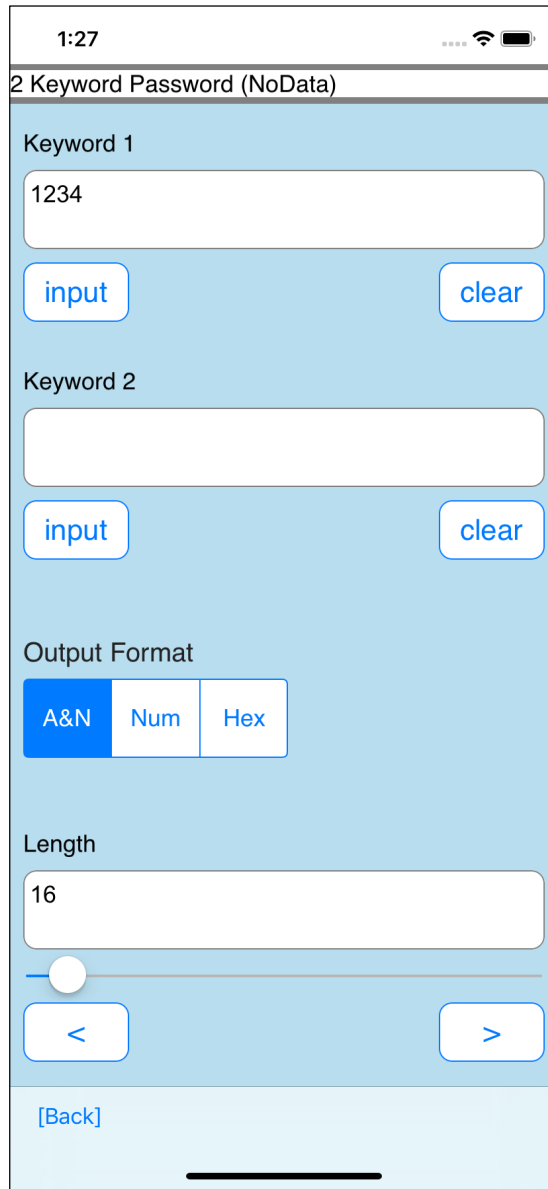 1:27
2 Keyword Password (NoData)
Keyword 1
1234
input clear
Keyword 2
input clear
Output Format
A&N Num Hex
Length
16
< >
[Back]